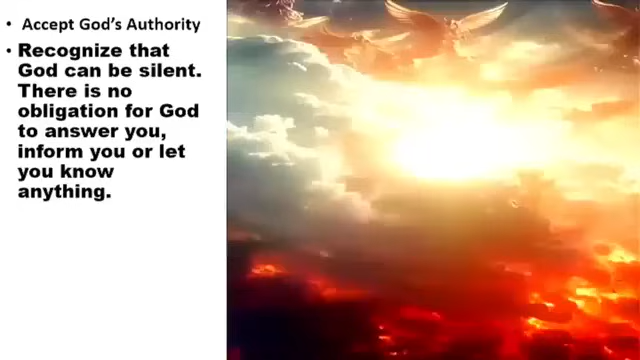 • Accept God's Authority
• Recognize that
God can be silent.
There is no
obligation for God
to answer you,
inform you or let
you know
anything.